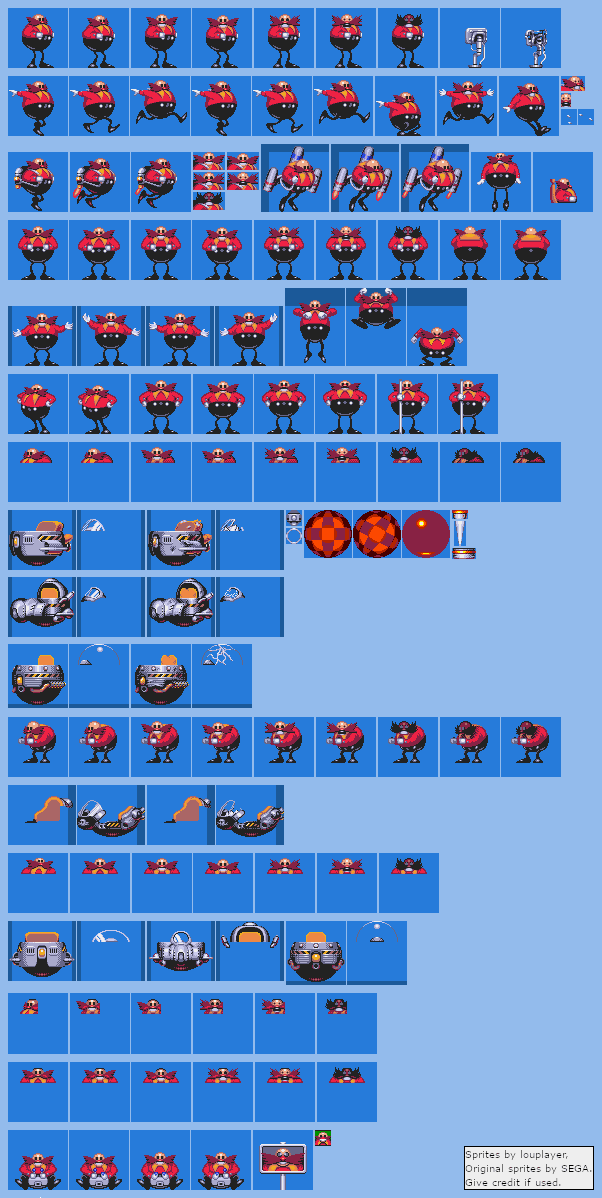 Sprites by louplayer,
Original sprites by SEGA.
Give credit if used.